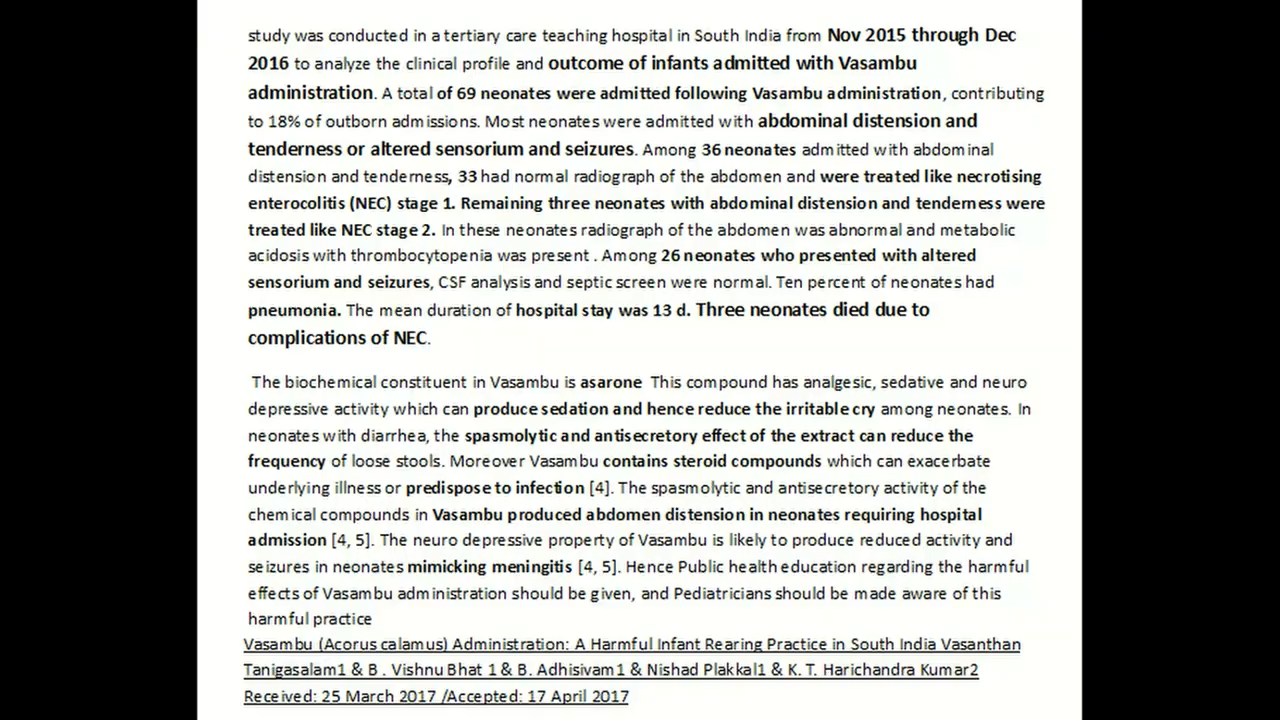 study was conducted in a tertiary care teaching hospital in South India from Nov 2015 through Dec
2016 to analyze the clinical profile and outcome of infants admitted with Vasambu
administration. A total of 69 neonates were admitted following Vasambu administration, contributing
to 18% of outborn admissions. Most neonates were admitted with abdominal distension and
tenderness or altered sensorium and seizures. Among 36 neonates admitted with abdominal
distension and tenderness, 33 had normal radiograph of the abdomen and were treated like necrotising
enterocolitis (NEC) stage 1. Remaining three neonates with abdominal distension and tenderness were
treated like NEC stage 2. In these neonates radiograph of the abdomen was abnormal and metabolic
acidosis with thrombocytopenia was present . Among 26 neonates who presented with altered
sensorium and seizures, CSF analysis and septic screen were normal. Ten percent of neonates had
pneumonia. The mean duration of hospital stay was 13 d. Three neonates died due to
complications of NEC.
The biochemical constituent in Vasambu is asarone This compound has analgesic, sedative and neuro
depressive activity which can produce sedation and hence reduce the irritable cry among neonates. In
neonates with diarrhea, the spasmolytic and antisecretory effect of the extract can reduce the
frequency of loose stools. Moreover Vasambu contains steroid compounds which can exacerbate
underlying illness or predispose to infection [4]. The spasmolytic and antisecretory activity of the
chemical compounds in Vasambu produced abdomen distension in neonates requiring hospital
admission [4, 5]. The neuro depressive property of Vasambu is likely to produce reduced activity and
seizures in neonates mimicking meningitis [4, 5]. Hence Public health education regarding the harmful
effects of Vasambu administration should be given, and Pediatricians should be made aware of this
harmful practice
Vasambu (Acorus calamus) Administration: A Harmful Infant Rearing Practice in South India Vasanthan
Tanigasalam1 & B . Vishnu Bhat 1 & B. Adhisivam1 & Nishad Plakkal1 & K. T. Harichandra Kumar2
Received: 25 March 2017 /Accepted: 17 April 2017